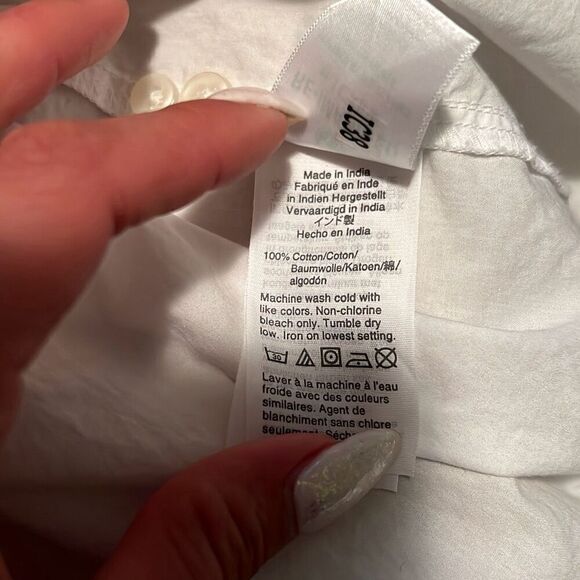 JC38
Made in India
Fabriqué en Inde
in Indien Hergestellt
Vervaardigd in India
インド製
Hecho en India
100% Cotton/Coton/
Baumwolle/Katoen/綿/
algodón
Machine wash cold with
like colors. Non-chlorine
bleach only. Tumble dry
low. Iron on lowest setting.
30
Laver à la machine à l'eau
froide avec des couleurs
similaires. Agent de
blanchiment sans chlore
seulement.